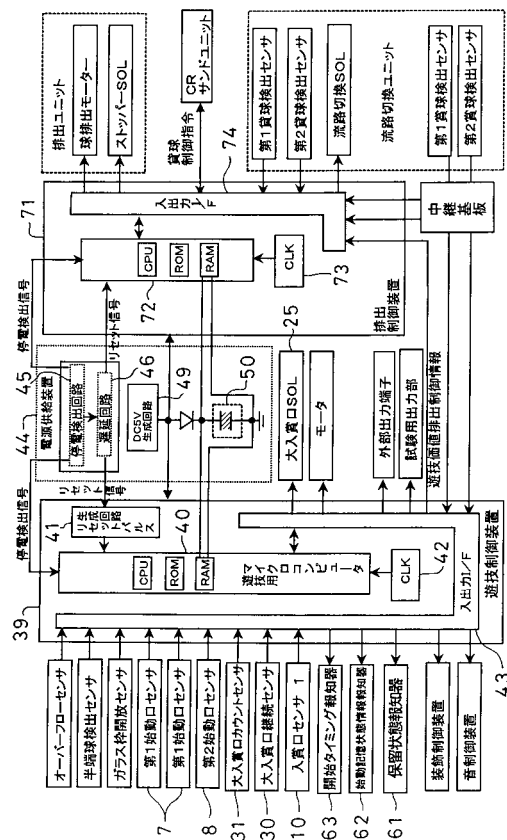 排出ユニット
球排出モーター
ストッパーSOL
CR
サンドユニット
貸球
制御指令
第1貸球検出センサ
第2貸球検出センサ
流路切換SOL
流路切換ユニット
第1賞球検出センサ
第2賞球検出センサ
中継
基板
71
74
入出力I/F
CPU
ROM
RAM
72
CLK
73
排出
制御装置
停電検出信号
リセット信号
電源供給装置
44
45
停電検出回路
46
遅延回路
49
DC5V
生成回路
50
25
大入賞口SOL
モータ
外部出力端子
試験用出力部
遊技価値排出制御情報
停電検出信号
リセット信号
39
41
リセットパルス
生成回路
40
CPU
ROM
RAM
遊技用
マイクロコンピュータ
CLK
42
入出力I/F
遊技制御装置
43
オーバーフローセンサ
半端球検出センサ
ガラス枠開放センサ
第1始動口センサ
第1始動口センサ
7
第2始動口センサ
8
大入賞口カウントセンサ
31
大入賞口継続センサ
30
入賞口センサ 1
10
開始タイミング報知器
63
始動記憶状態情報報知器
62
保留状態報知器
61
装飾制御装置
音制御装置